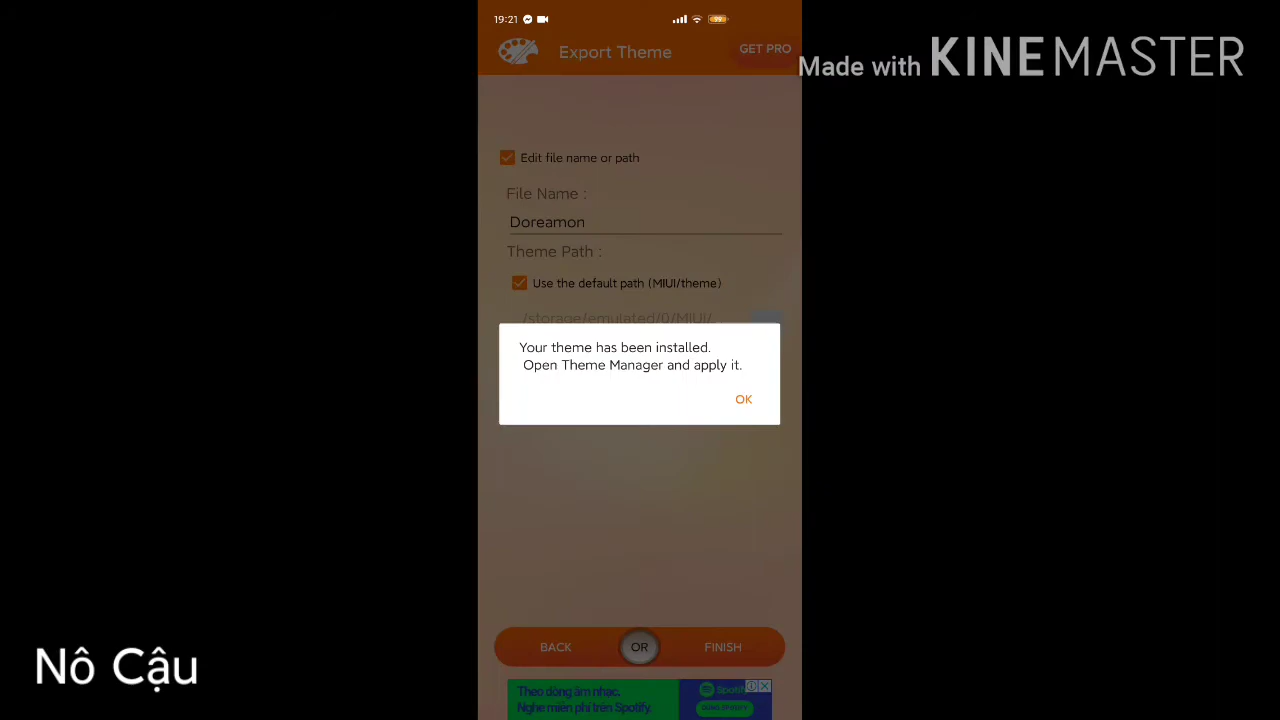 19:21
99
Export Theme
GET PRO
Made with KINEMASTER
Edit file name or path
File Name :
Doreamon
Theme Path :
Use the default path (MIUI/theme)
/storage/emulated/0/MIUI/
Your theme has been installed.
Open Theme Manager and apply it.
OK
BACK
OR
FINISH
Nô Cậu
Theo dòng âm nhạc.
Nghe miễn phí trên Spotify.
Spotify